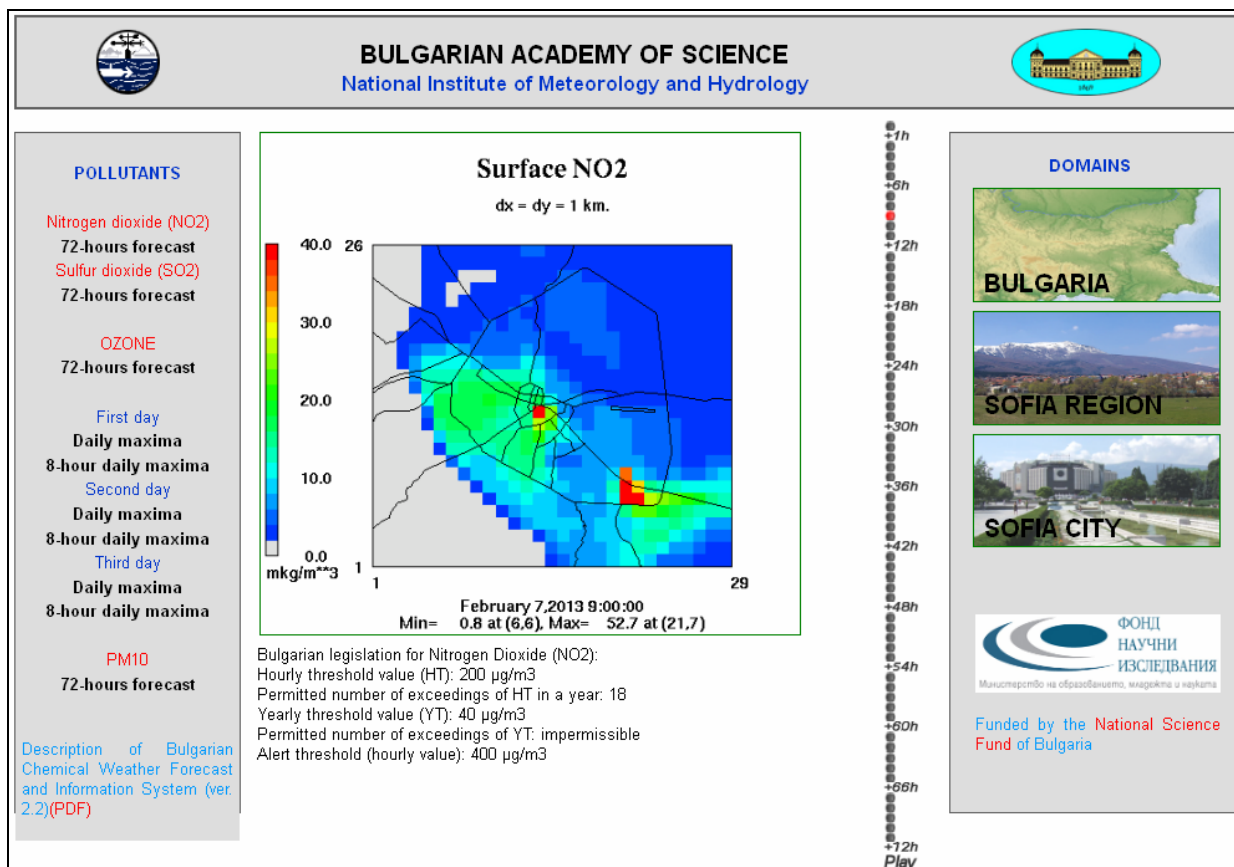 BULGARIAN ACADEMY OF SCIENCE
National Institute of Meteorology and Hydrology
1869
POLLUTANTS
Nitrogen dioxide (NO2)
72-hours forecast
Sulfur dioxide (SO2)
72-hours forecast
OZONE
72-hours forecast
First day
Daily maxima
8-hour daily maxima
Second day
Daily maxima
8-hour daily maxima
Third day
Daily maxima
8-hour daily maxima
PM10
72-hours forecast
Description of Bulgarian
Chemical Weather Forecast
and Information System (ver.
2.2)(PDF)
Surface NO2
dx = dy = 1 km.
40.0
30.0
20.0
10.0
0.0
mkg/m**3
26
1
1
29
February 7,2013 9:00:00
Min= 0.8 at (6,6), Max= 52.7 at (21,7)
Bulgarian legislation for Nitrogen Dioxide (NO2):
Hourly threshold value (HT): 200 µg/m3
Permitted number of exceedings of HT in a year: 18
Yearly threshold value (YT): 40 µg/m3
Permitted number of exceedings of YT: impermissible
Alert threshold (hourly value): 400 µg/m3
+1h
+6h
+12h
+18h
+24h
+30h
+36h
+42h
+48h
+54h
+60h
+66h
+12h
Play
DOMAINS
BULGARIA
SOFIA REGION
SOFIA CITY
ФОНД
НАУЧНИ
ИЗСЛЕДВАНИЯ
Министерство на образованието, младежта и науката
Funded by the National Science
Fund of Bulgaria